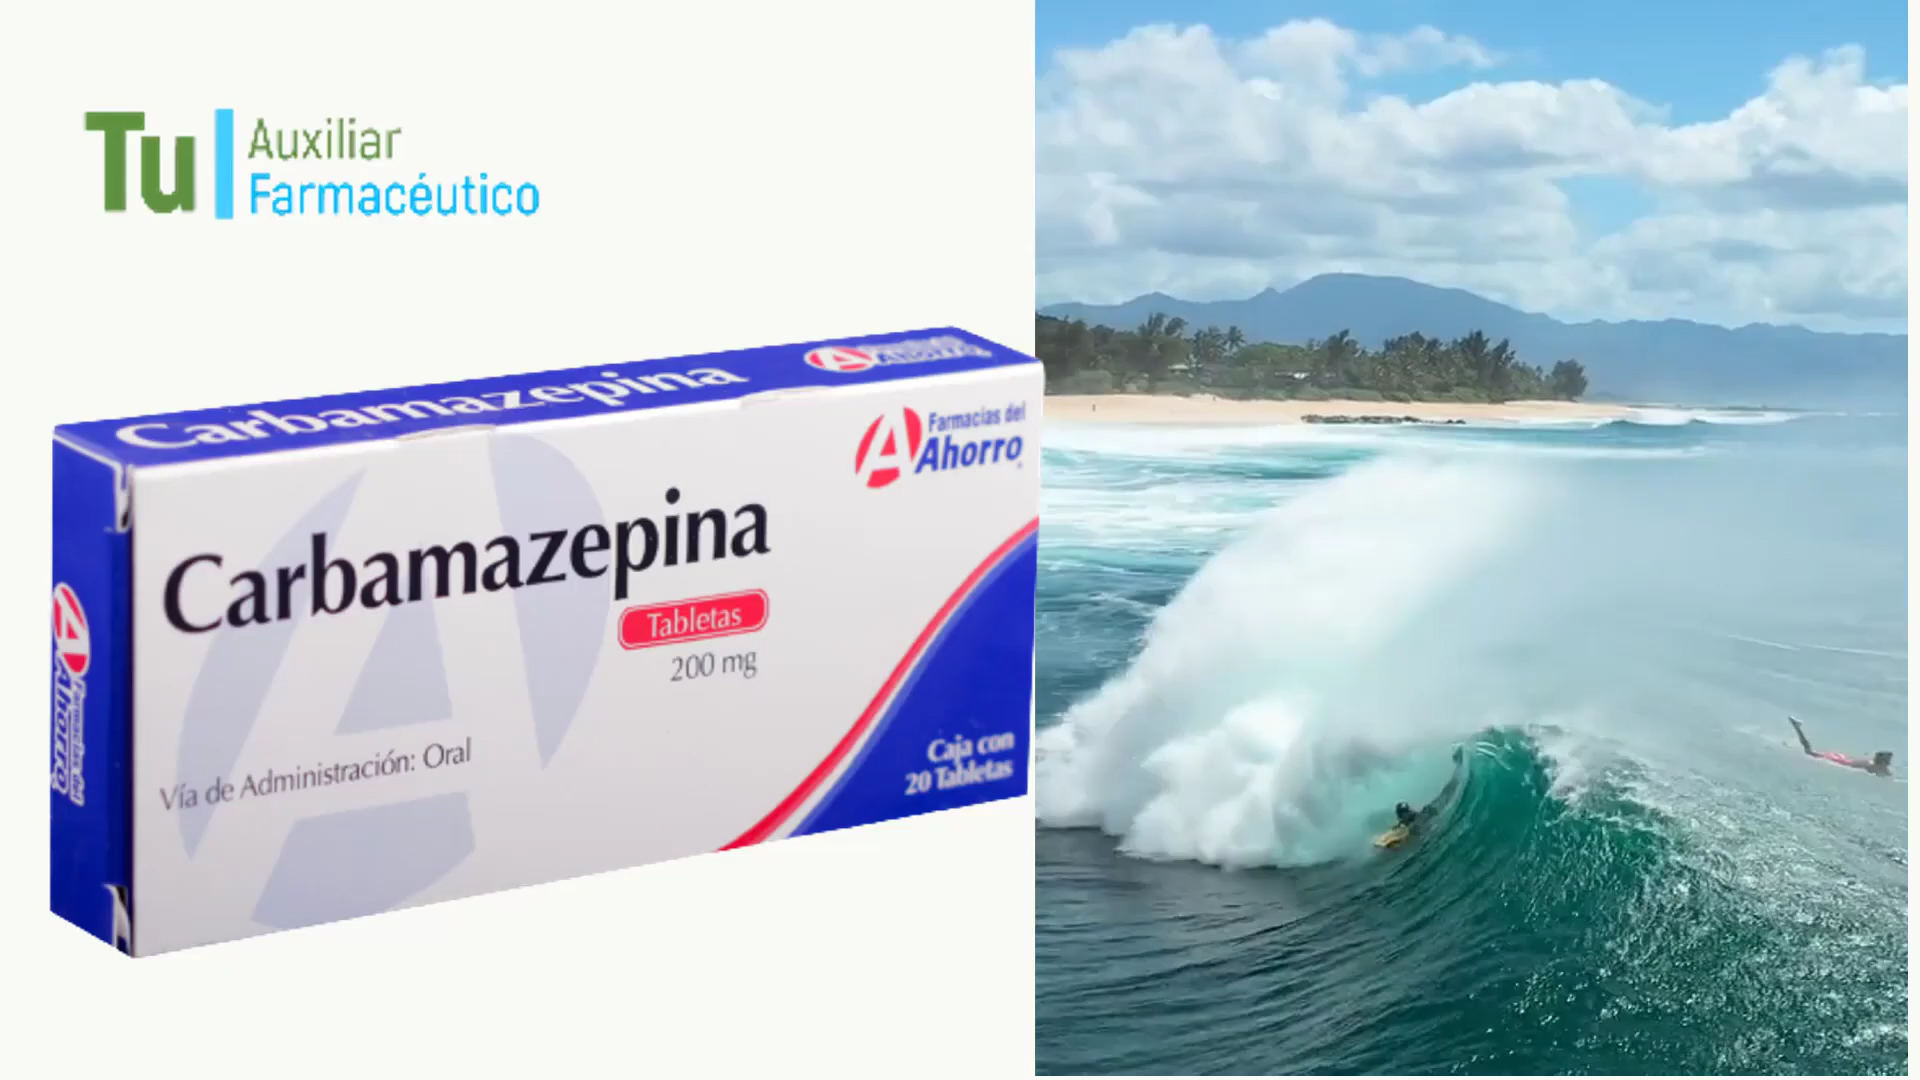 Tu
Auxiliar
Farmacéutico
Carbamazepina
Ahorro
Farmacias del
Ahorro
Carbamazepina
Tabletas
200 mg
Vía de Administración: Oral
Caja con
20 Tabletas
Farmacias del
Ahorro